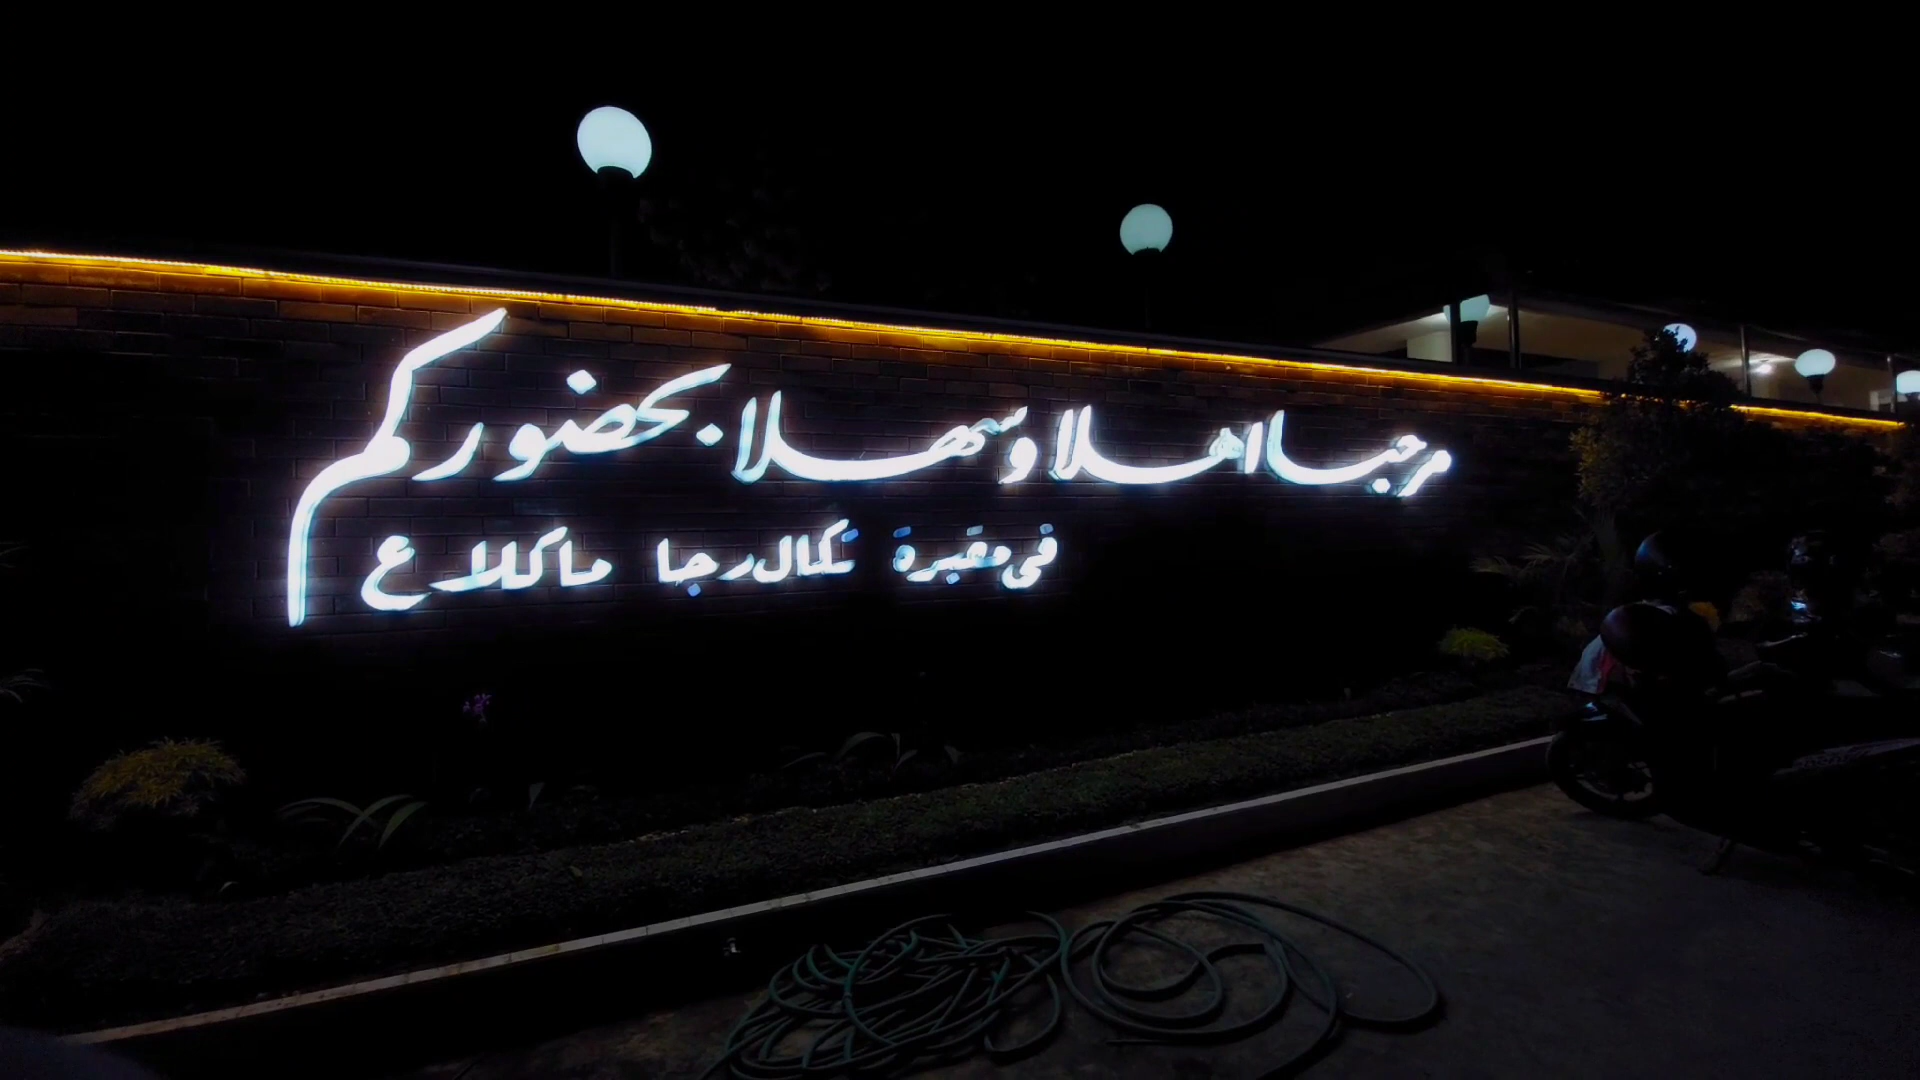 مرحبا اهلا وسهلا بحضوركم
في مقبرة تكال رجا ماكلاع